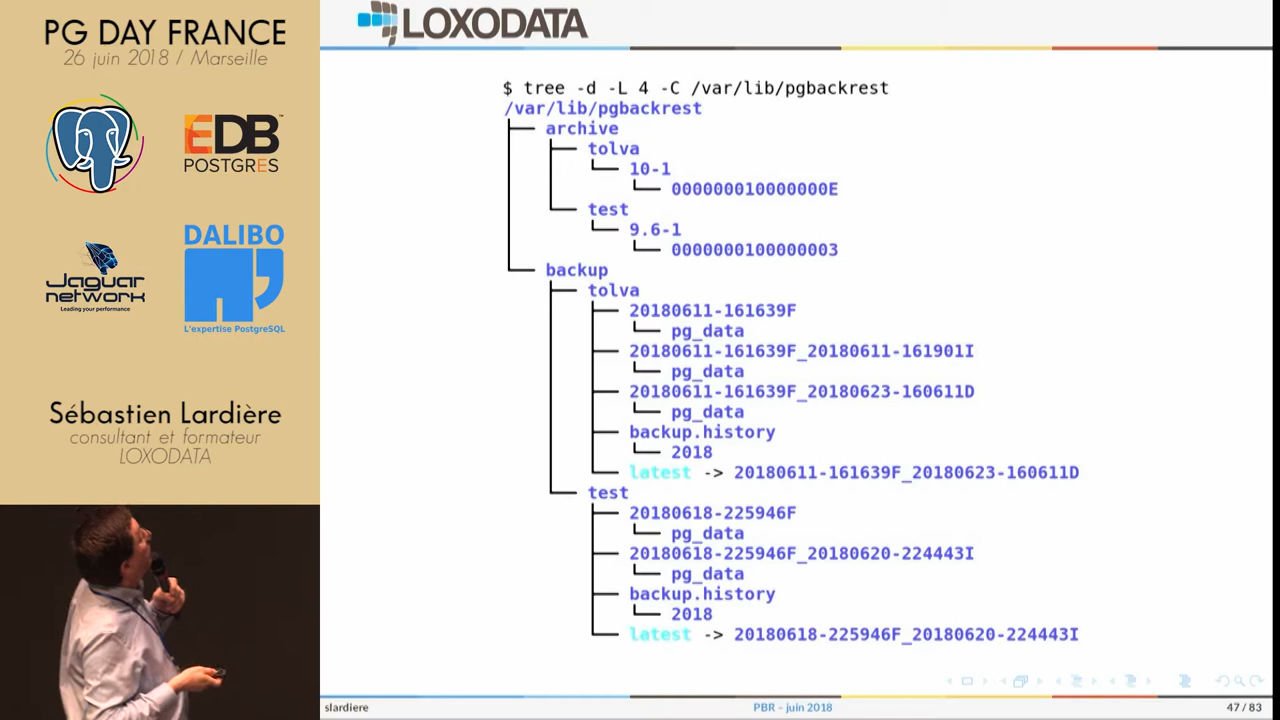 PG DAY FRANCE
26 juin 2018 / Marseille
EDB™
POSTGRES
Jaguar
network
Leading your performance
DALIBO
L'expertise PostgreSQL
Sébastien Lardière
consultant et formateur
LOXODATA
LOXODATA
$ tree -d -L 4 -C /var/lib/pgbackrest
/var/lib/pgbackrest
├── archive
│   ├── tolva
│   │   └── 10-1
│   │       └── 000000010000000E
│   └── test
│       └── 9.6-1
│           └── 0000000100000003
└── backup
    ├── tolva
    │   ├── 20180611-161639F
    │   │   └── pg_data
    │   ├── 20180611-161639F_20180611-161901I
    │   │   └── pg_data
    │   ├── 20180611-161639F_20180623-160611D
    │   │   └── pg_data
    │   ├── backup.history
    │   │   └── 2018
    │   └── latest -> 20180611-161639F_20180623-160611D
    └── test
        ├── 20180618-225946F
        │   └── pg_data
        ├── 20180618-225946F_20180620-224443I
        │   └── pg_data
        ├── backup.history
        │   └── 2018
        └── latest -> 20180618-225946F_20180620-224443I
slardiere
PBR - juin 2018
47 / 83